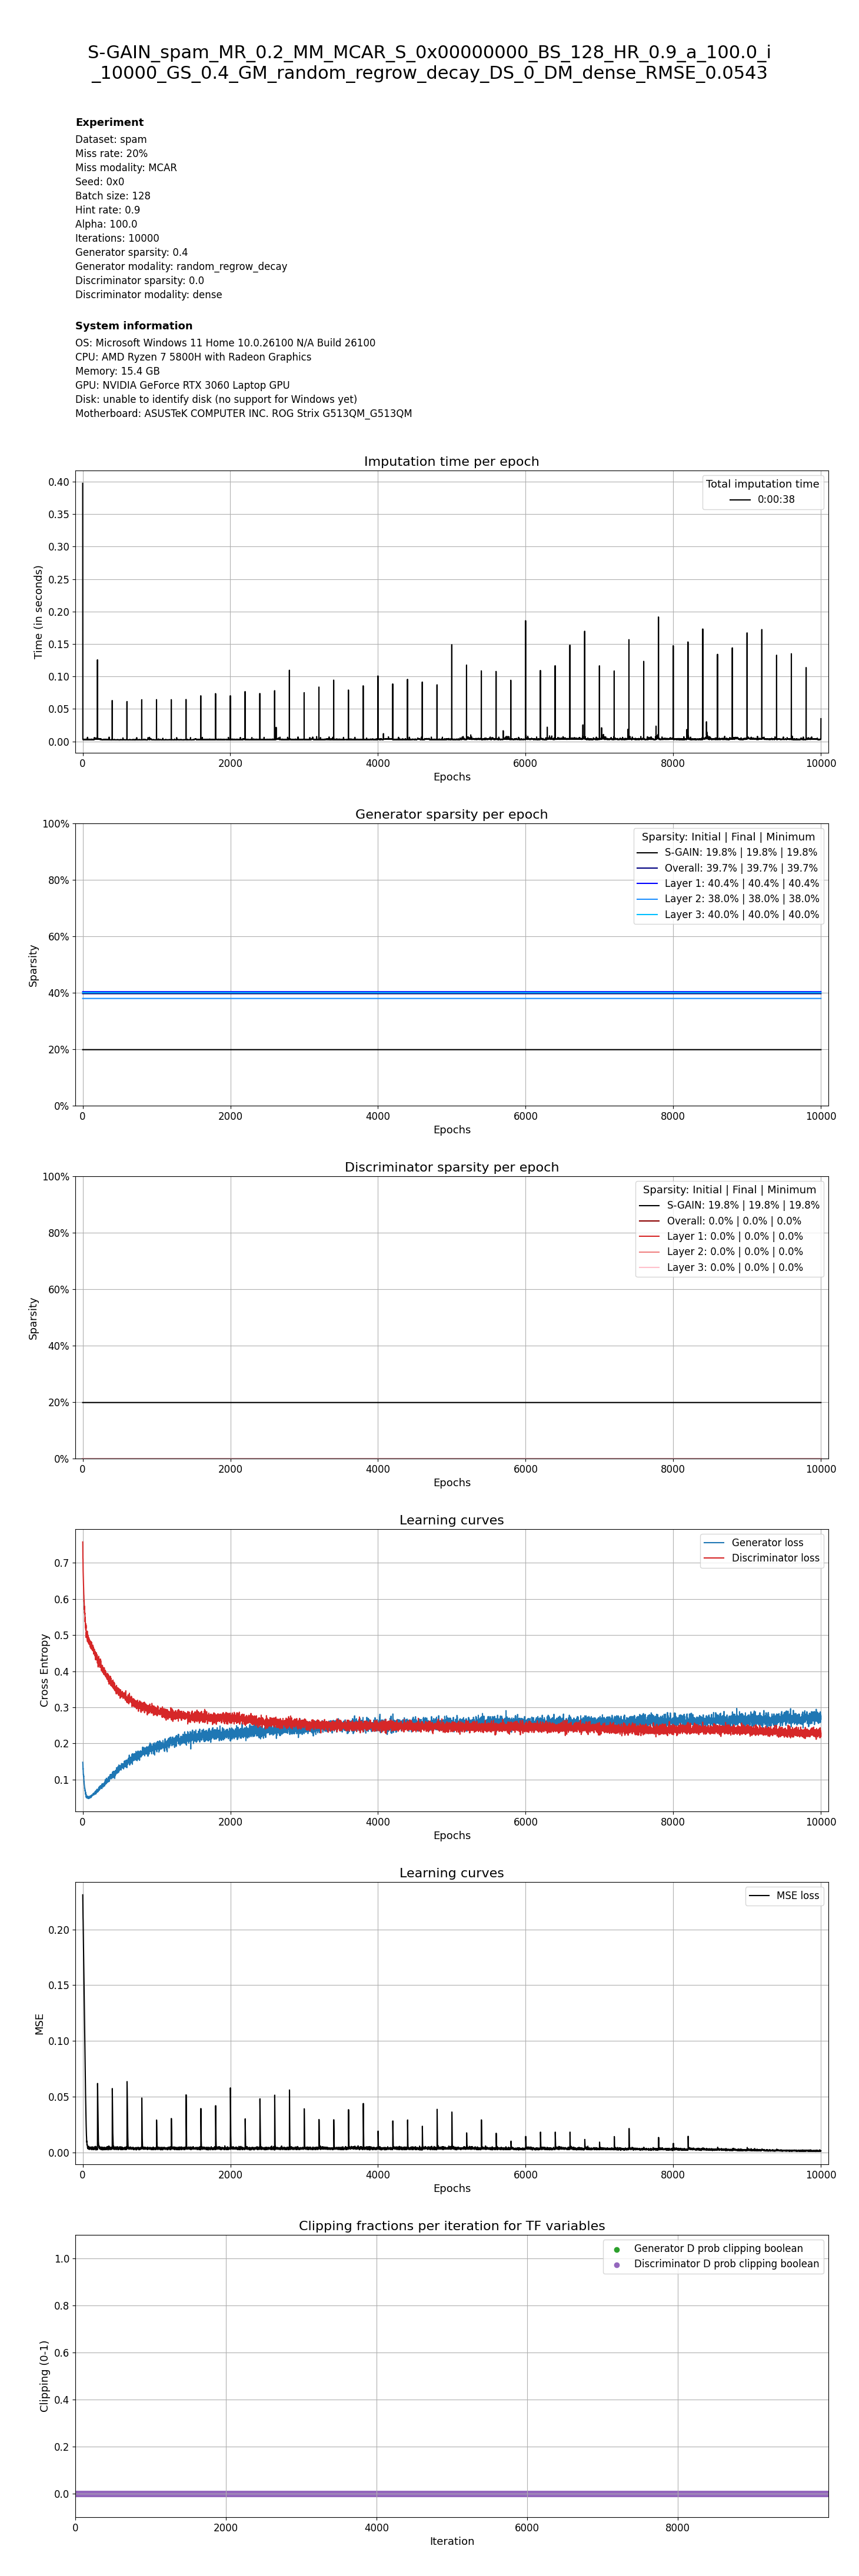 S-GAIN_spam_MR_0.2_MM_MCAR_S_0x00000000_BS_128_HR_0.9_a_100.0_i
_10000_GS_0.4_GM_random_regrow_decay_DS_0_DM_dense_RMSE_0.0543
Experiment
Dataset: spam
Miss rate: 20%
Miss modality: MCAR
Seed: 0x0
Batch size: 128
Hint rate: 0.9
Alpha: 100.0
Iterations: 10000
Generator sparsity: 0.4
Generator modality: random_regrow_decay
Discriminator sparsity: 0.0
Discriminator modality: dense
System information
OS: Microsoft Windows 11 Home 10.0.26100 N/A Build 26100
CPU: AMD Ryzen 7 5800H with Radeon Graphics
Memory: 15.4 GB
GPU: NVIDIA GeForce RTX 3060 Laptop GPU
Disk: unable to identify disk (no support for Windows yet)
Motherboard: ASUSTeK COMPUTER INC. ROG Strix G513QM_G513QM
Imputation time per epoch
Total imputation time
0:00:38
Time (in seconds)
0.40
0.35
0.30
0.25
0.20
0.15
0.10
0.05
0.00
0 2000 4000 6000 8000 10000
Epochs
Generator sparsity per epoch
Sparsity: Initial | Final | Minimum
S-GAIN: 19.8% | 19.8% | 19.8%
Overall: 39.7% | 39.7% | 39.7%
Layer 1: 40.4% | 40.4% | 40.4%
Layer 2: 38.0% | 38.0% | 38.0%
Layer 3: 40.0% | 40.0% | 40.0%
Sparsity
100%
80%
60%
40%
20%
0%
0 2000 4000 6000 8000 10000
Epochs
Discriminator sparsity per epoch
Sparsity: Initial | Final | Minimum
S-GAIN: 19.8% | 19.8% | 19.8%
Overall: 0.0% | 0.0% | 0.0%
Layer 1: 0.0% | 0.0% | 0.0%
Layer 2: 0.0% | 0.0% | 0.0%
Layer 3: 0.0% | 0.0% | 0.0%
Sparsity
100%
80%
60%
40%
20%
0%
0 2000 4000 6000 8000 10000
Epochs
Learning curves
Generator loss
Discriminator loss
Cross Entropy
0.7
0.6
0.5
0.4
0.3
0.2
0.1
0 2000 4000 6000 8000 10000
Epochs
Learning curves
MSE loss
MSE
0.20
0.15
0.10
0.05
0.00
0 2000 4000 6000 8000 10000
Epochs
Clipping fractions per iteration for TF variables
Generator D prob clipping boolean
Discriminator D prob clipping boolean
Clipping (0-1)
1.0
0.8
0.6
0.4
0.2
0.0
0 2000 4000 6000 8000
Iteration